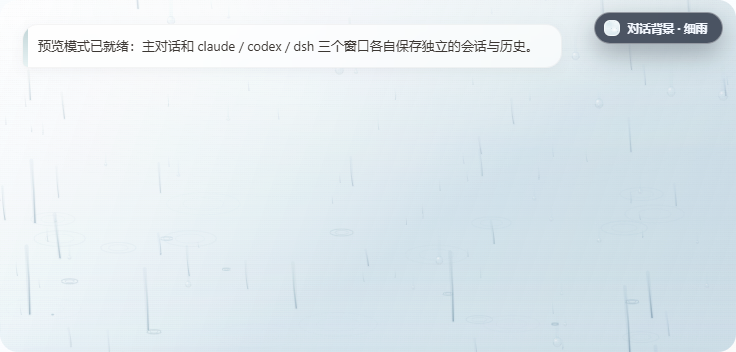 预览模式已就绪：主对话和 claude / codex / dsh 三个窗口各自保存独立的会话与历史。
对话背景 · 细雨